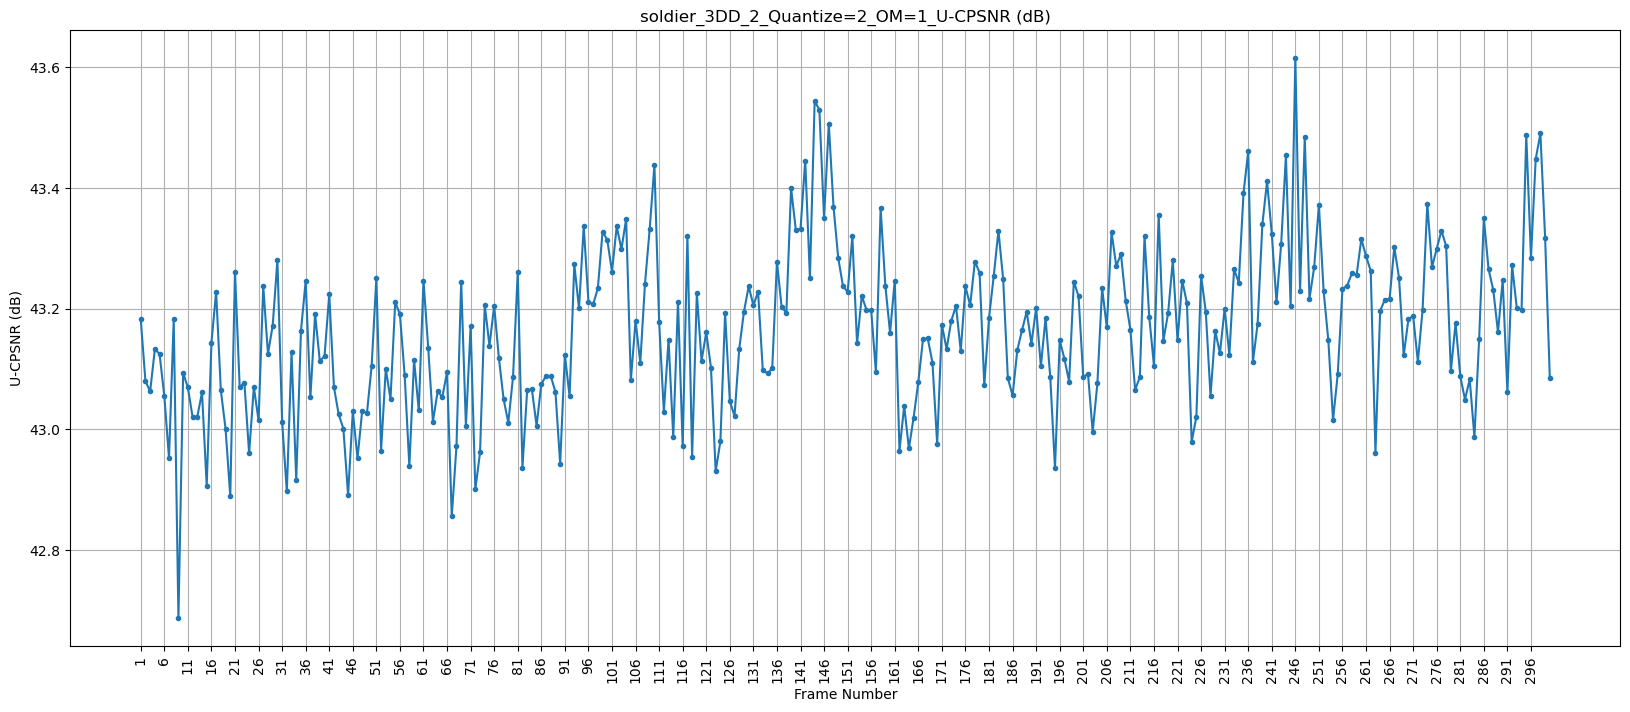 soldier_3DD_2_Quantize=2_OM=1_U-CPSNR (dB)
U-CPSNR (dB)
43.6
43.4
43.2
43.0
42.8
1 6 11 16 21 26 31 36 41 46 51 56 61 66 71 76 81 86 91 96 101 106 111 116 121 126 131 136 141 146 151 156 161 166 171 176 181 186 191 196 201 206 211 216 221 226 231 236 241 246 251 256 261 266 271 276 281 286 291 296
Frame Number